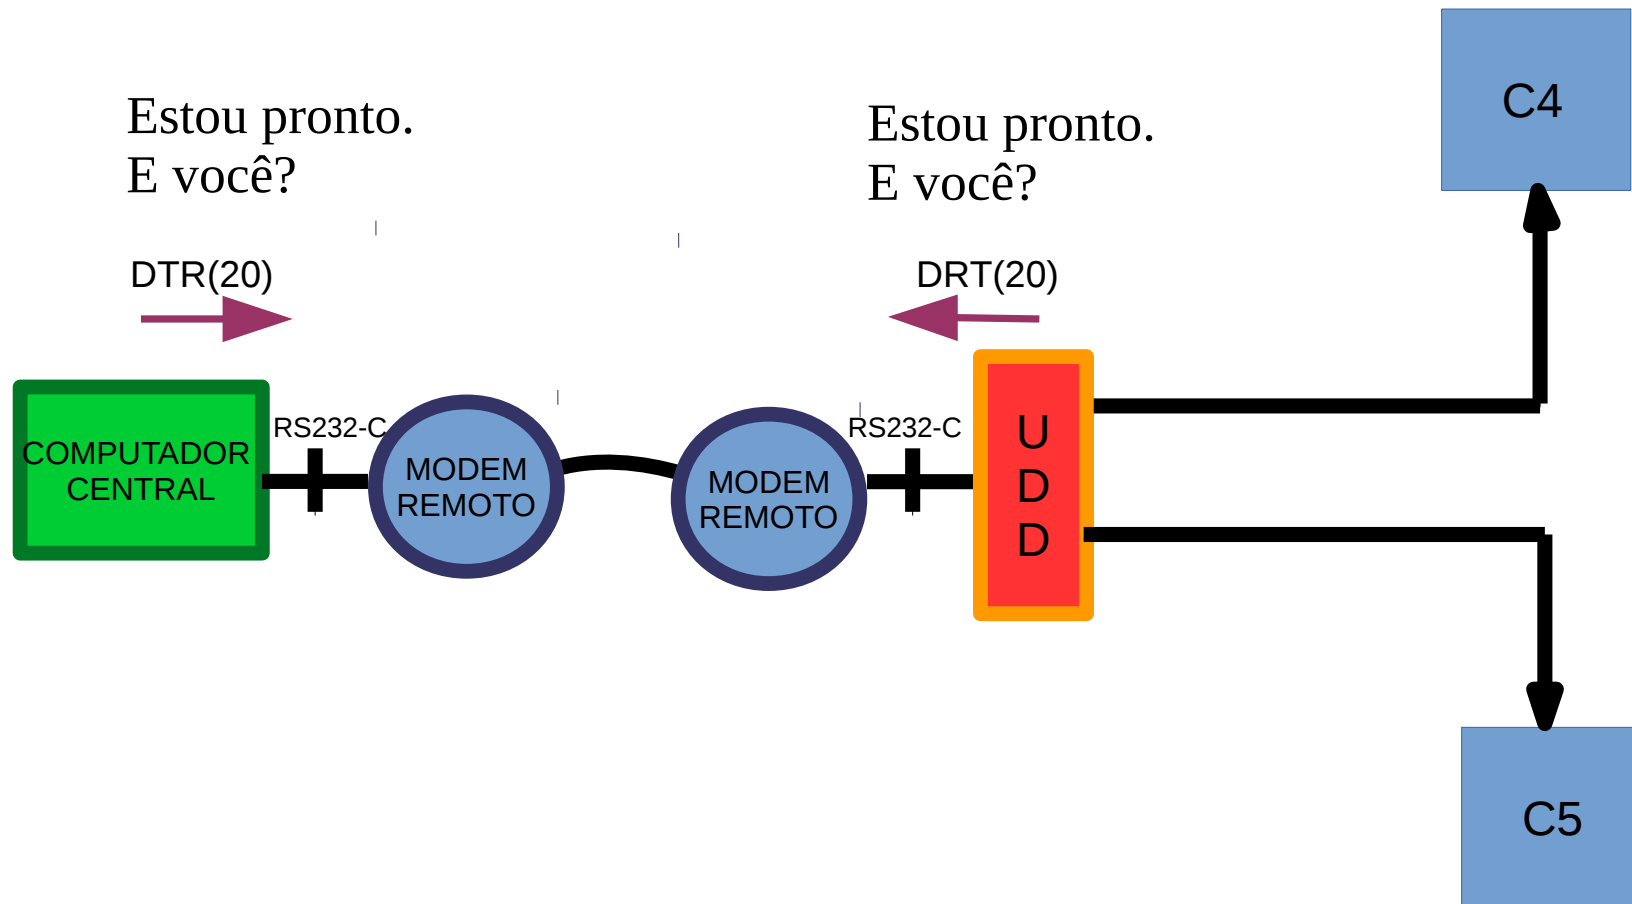 Estou pronto.
E você?
Estou pronto.
E você?
C4
DTR(20)
DRT(20)
COMPUTADOR
CENTRAL
RS232-C
MODEM
REMOTO
MODEM
REMOTO
RS232-C
U
D
D
C5